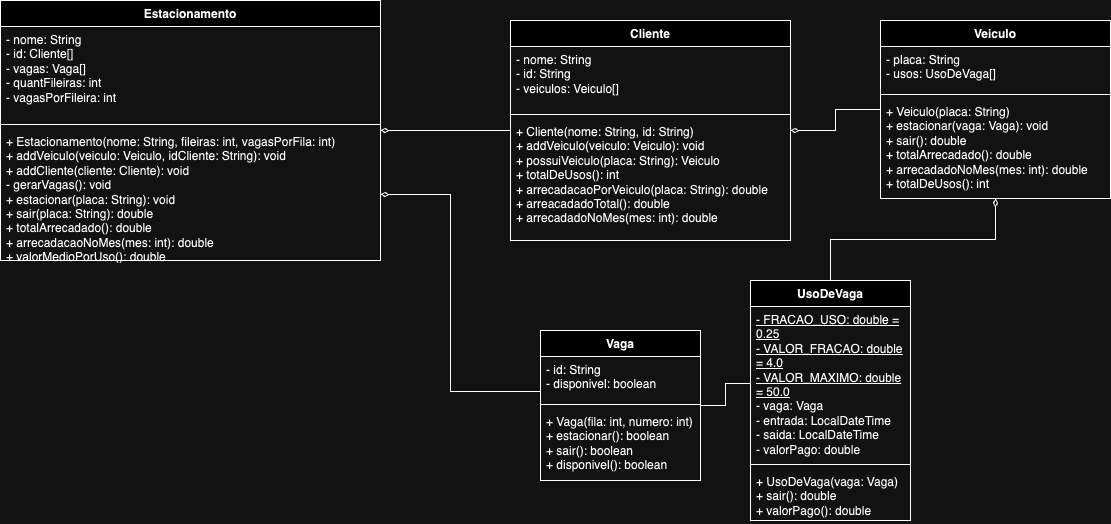 Estacionamento
- nome: String
- id: Cliente[]
- vagas: Vaga[]
- quantFileiras: int
- vagasPorFileira: int
+ Estacionamento(nome: String, fileiras: int, vagasPorFila: int)
+ addVeiculo(veiculo: Veiculo, idCliente: String): void
+ addCliente(cliente: Cliente): void
- gerarVagas(): void
+ estacionar(placa: String): void
+ sair(placa: String): double
+ totalArrecadado(): double
+ arrecadacaoNoMes(mes: int): double
+ valorMedioPorUso(): double
Cliente
- nome: String
- id: String
- veiculos: Veiculo[]
+ Cliente(nome: String, id: String)
+ addVeiculo(veiculo: Veiculo): void
+ possuiVeiculo(placa: String): Veiculo
+ totalDeUsos(): int
+ arrecadacaoPorVeiculo(placa: String): double
+ arreacadadoTotal(): double
+ arrecadadoNoMes(mes: int): double
Veiculo
- placa: String
- usos: UsoDeVaga[]
+ Veiculo(placa: String)
+ estacionar(vaga: Vaga): void
+ sair(): double
+ totalArrecadado(): double
+ arrecadadoNoMes(mes: int): double
+ totalDeUsos(): int
Vaga
- id: String
- disponivel: boolean
+ Vaga(fila: int, numero: int)
+ estacionar(): boolean
+ sair(): boolean
+ disponivel(): boolean
UsoDeVaga
- FRACAO_USO: double =
0.25
- VALOR_FRACAO: double
= 4.0
- VALOR_MAXIMO: double
= 50.0
- vaga: Vaga
- entrada: LocalDateTime
- saida: LocalDateTime
- valorPago: double
+ UsoDeVaga(vaga: Vaga)
+ sair(): double
+ valorPago(): double